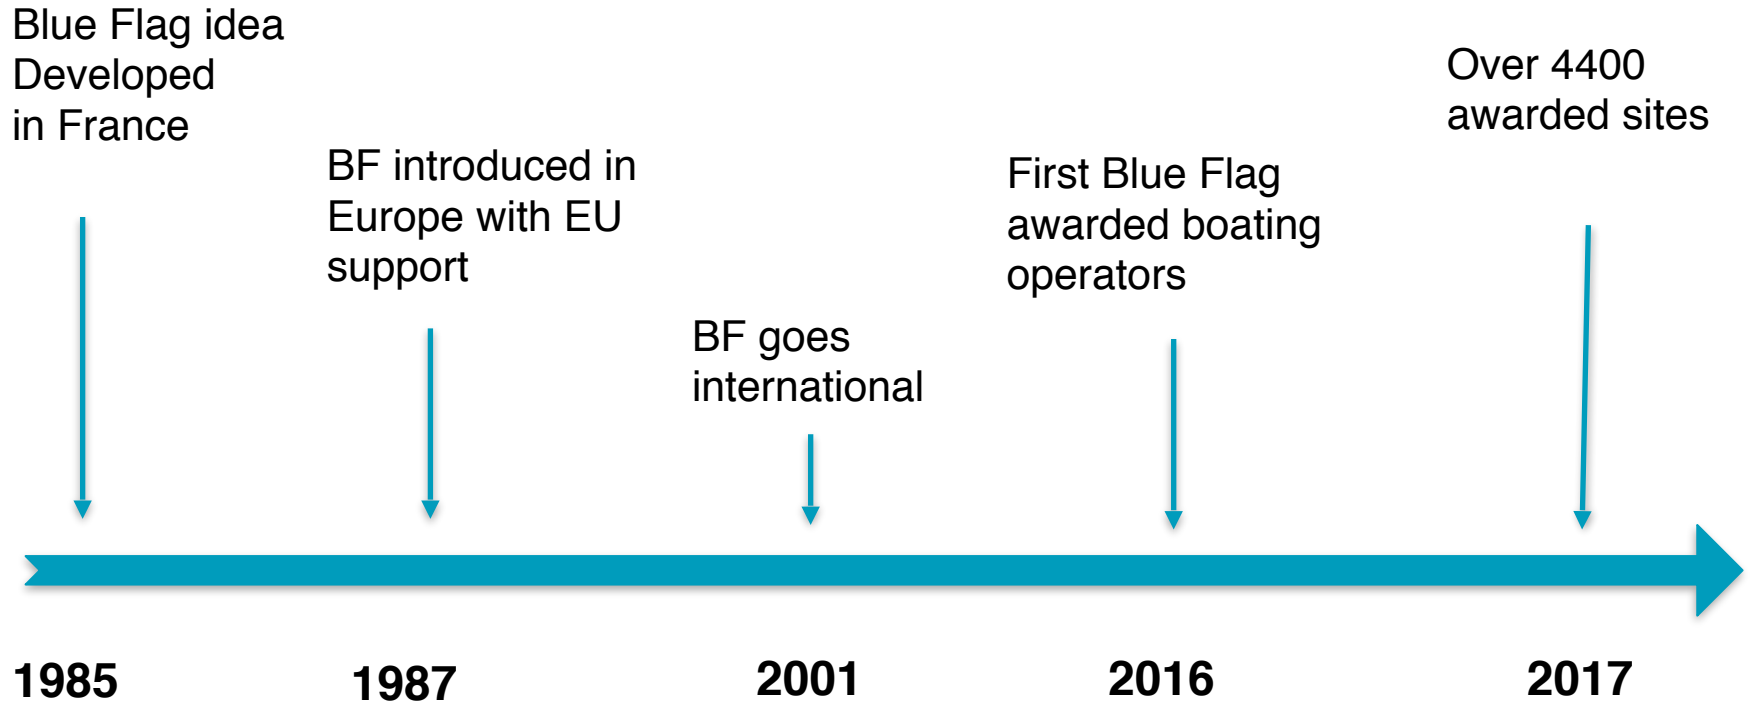 Blue Flag idea
Developed
in France
BF introduced in
Europe with EU
support
BF goes
international
First Blue Flag
awarded boating
operators
Over 4400
awarded sites
1985
1987
2001
2016
2017